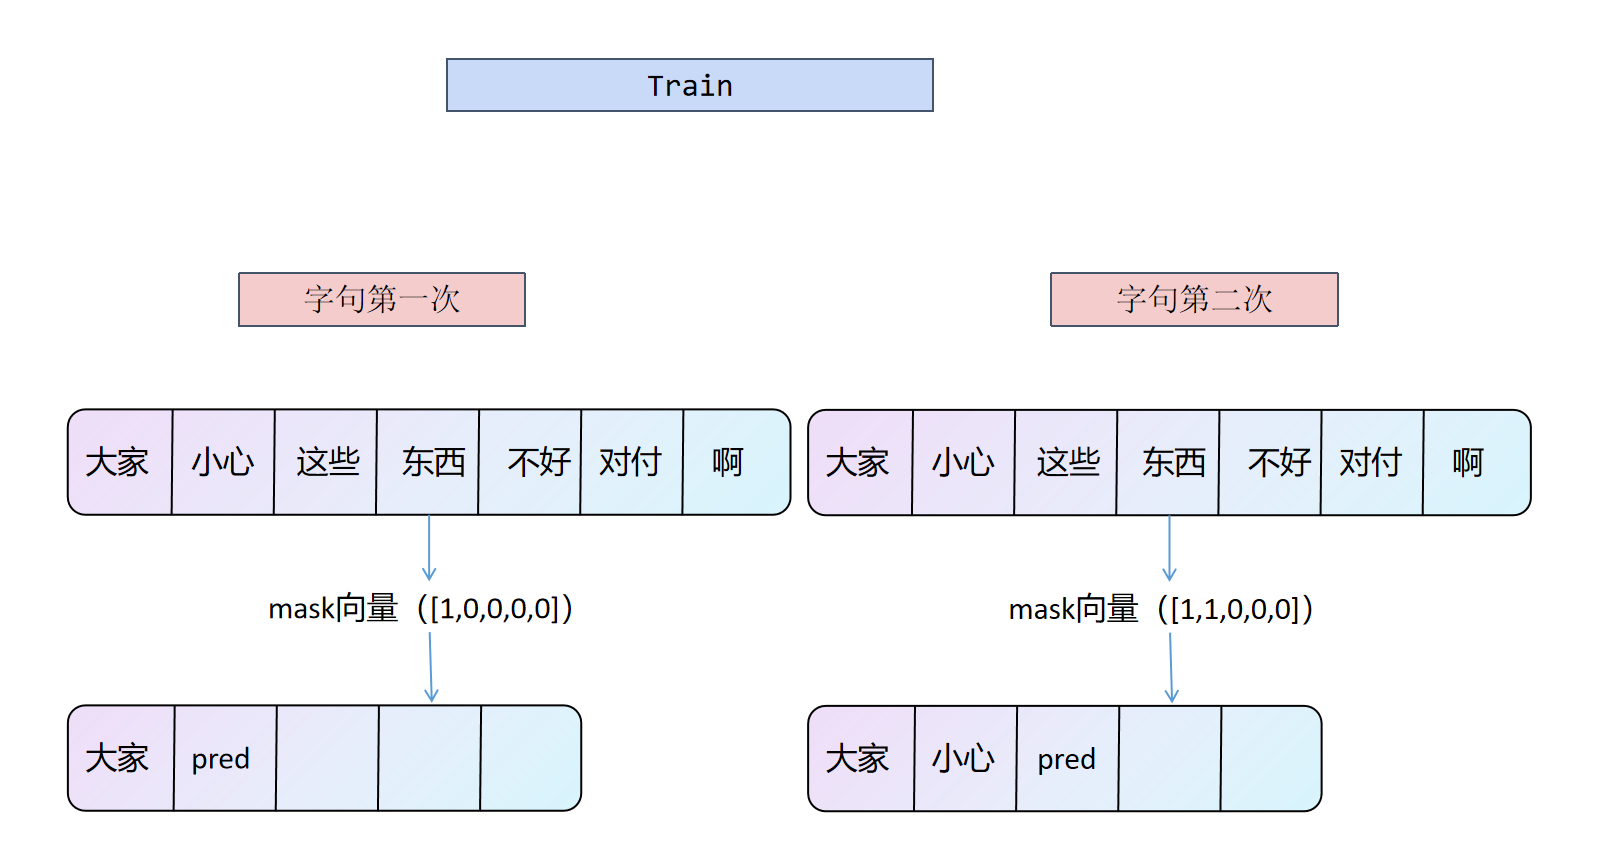 Train
字句第一次
字句第二次
大家 小心 这些 东西 不好 对付 啊
大家 小心 这些 东西 不好 对付 啊
mask向量（[1,0,0,0,0]）
mask向量（[1,1,0,0,0]）
大家 pred
大家 小心 pred